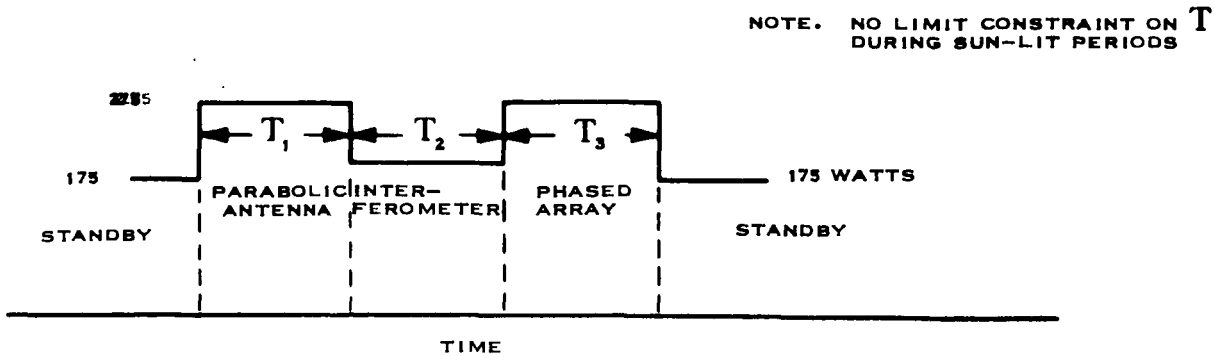 NOTE. NO LIMIT CONSTRAINT ON T
DURING SUN-LIT PERIODS
T1 T2 T3
175
175 WATTS
PARABOLIC INTER-
ANTENNA FEROMETER
PHASED
ARRAY
STANDBY
STANDBY
TIME